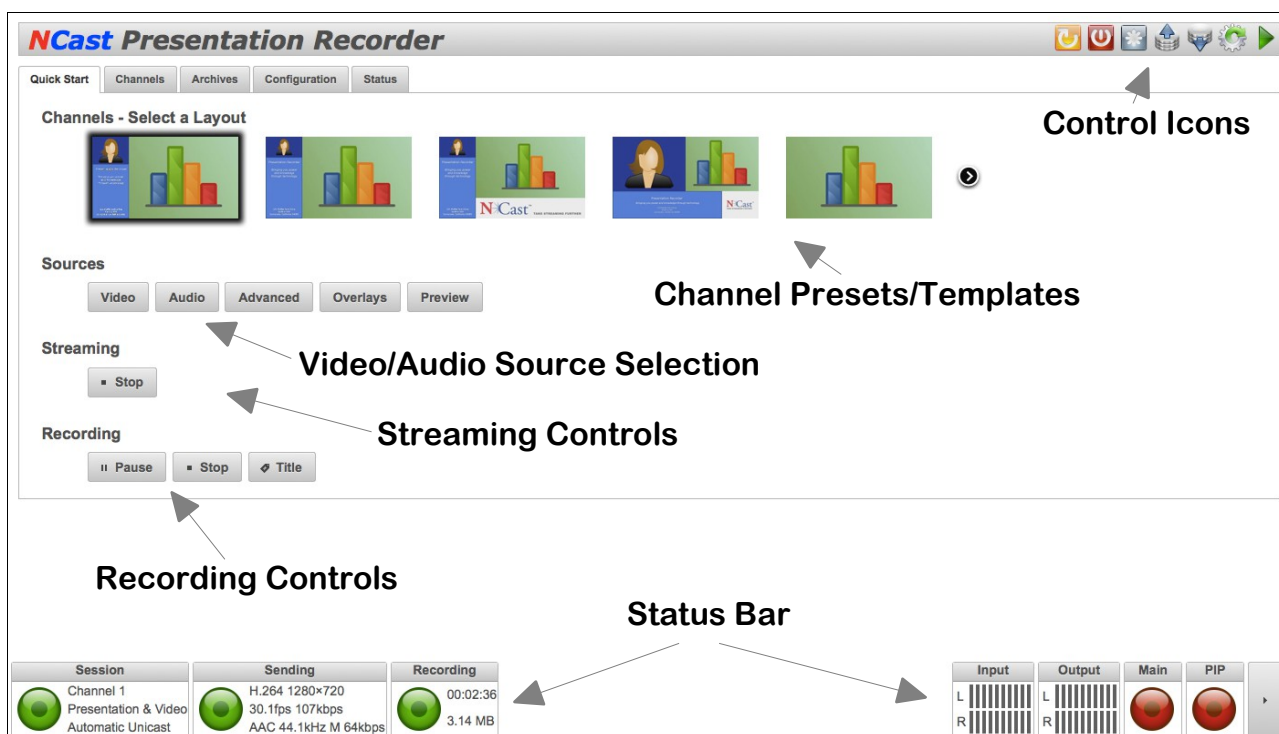 NCast Presentation Recorder
Quick Start Channels Archives Configuration Status
Control Icons
Channels - Select a Layout
NCast TAKE STREAMING FURTHER
NCast
Channel Presets/Templates
Sources
Video Audio Advanced Overlays Preview
Video/Audio Source Selection
Streaming
Stop
Streaming Controls
Recording
Pause Stop Title
Recording Controls
Status Bar
Session Sending Recording Input Output Main PIP
Channel 1
Presentation & Video
Automatic Unicast
H.264 1280×720
30.1fps 107kbps
AAC 44.1kHz M 64kbps
00:02:36
3.14 MB
L
R
L
R